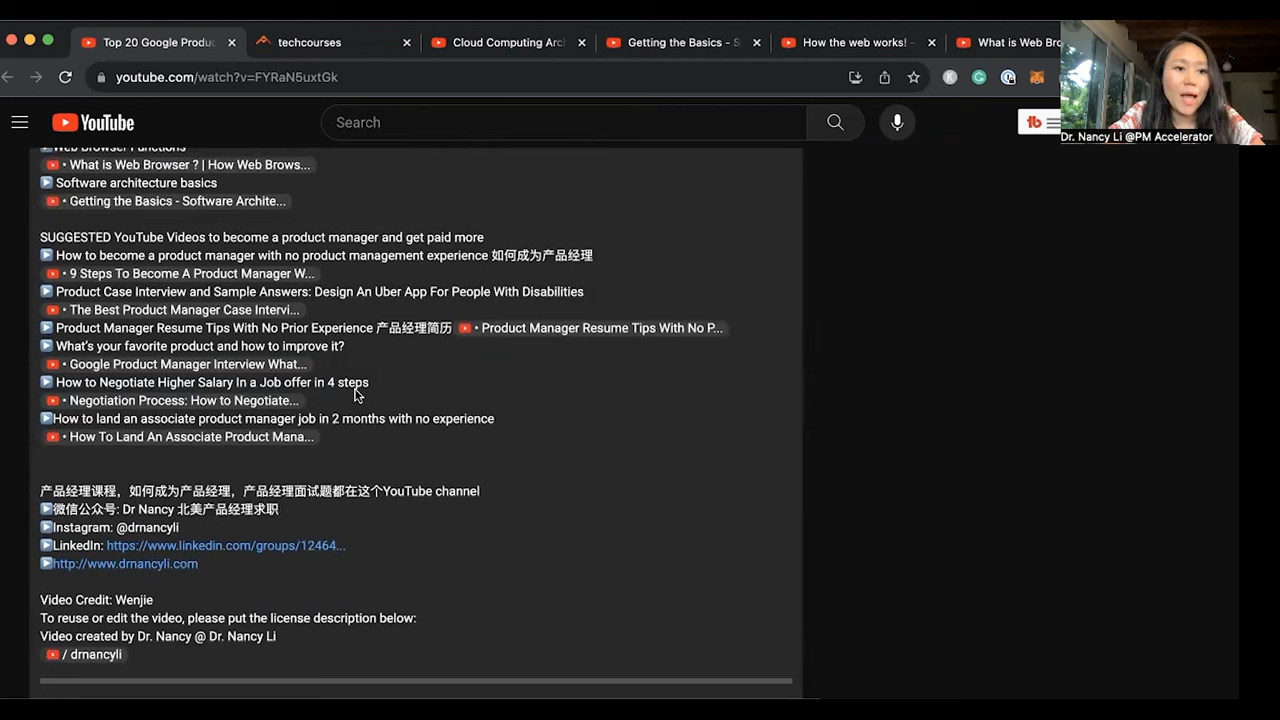 Top 20 Google Produc
techcourses
Cloud Computing Arc
Getting the Basics - S
How the web works! -
What is Web Bro
youtube.com/watch?v=FYRaN5uxtGk
YouTube
Search
Dr. Nancy Li @PM Accelerator
Web Browser Functions
• What is Web Browser ? | How Web Brows...
Software architecture basics
• Getting the Basics - Software Archite...
SUGGESTED YouTube Videos to become a product manager and get paid more
How to become a product manager with no product management experience 如何成为产品经理
• 9 Steps To Become A Product Manager W...
Product Case Interview and Sample Answers: Design An Uber App For People With Disabilities
• The Best Product Manager Case Intervi...
Product Manager Resume Tips With No Prior Experience 产品经理简历 • Product Manager Resume Tips With No P...
What's your favorite product and how to improve it?
• Google Product Manager Interview What...
How to Negotiate Higher Salary In a Job offer in 4 steps
• Negotiation Process: How to Negotiate...
How to land an associate product manager job in 2 months with no experience
• How To Land An Associate Product Mana...
产品经理课程，如何成为产品经理，产品经理面试题都在这个YouTube channel
微信公众号: Dr Nancy 北美产品经理求职
Instagram: @drnancyli
LinkedIn: https://www.linkedin.com/groups/12464...
http://www.drnancyli.com
Video Credit: Wenjie
To reuse or edit the video, please put the license description below:
Video created by Dr. Nancy @ Dr. Nancy Li
/ drnancyli